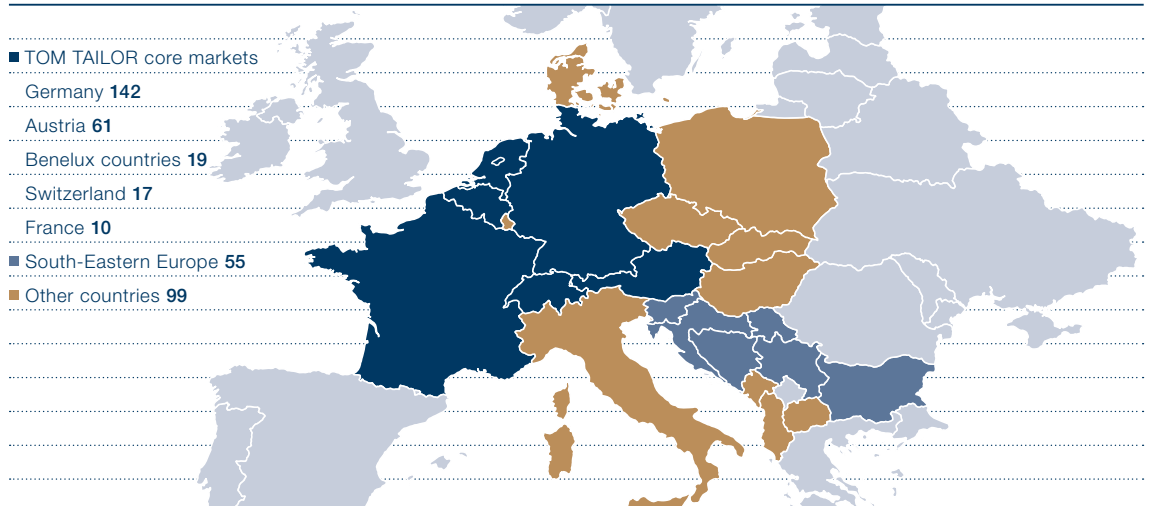 TOM TAILOR core markets
Germany 142
Austria 61
Benelux countries 19
Switzerland 17
France 10
South-Eastern Europe 55
Other countries 99